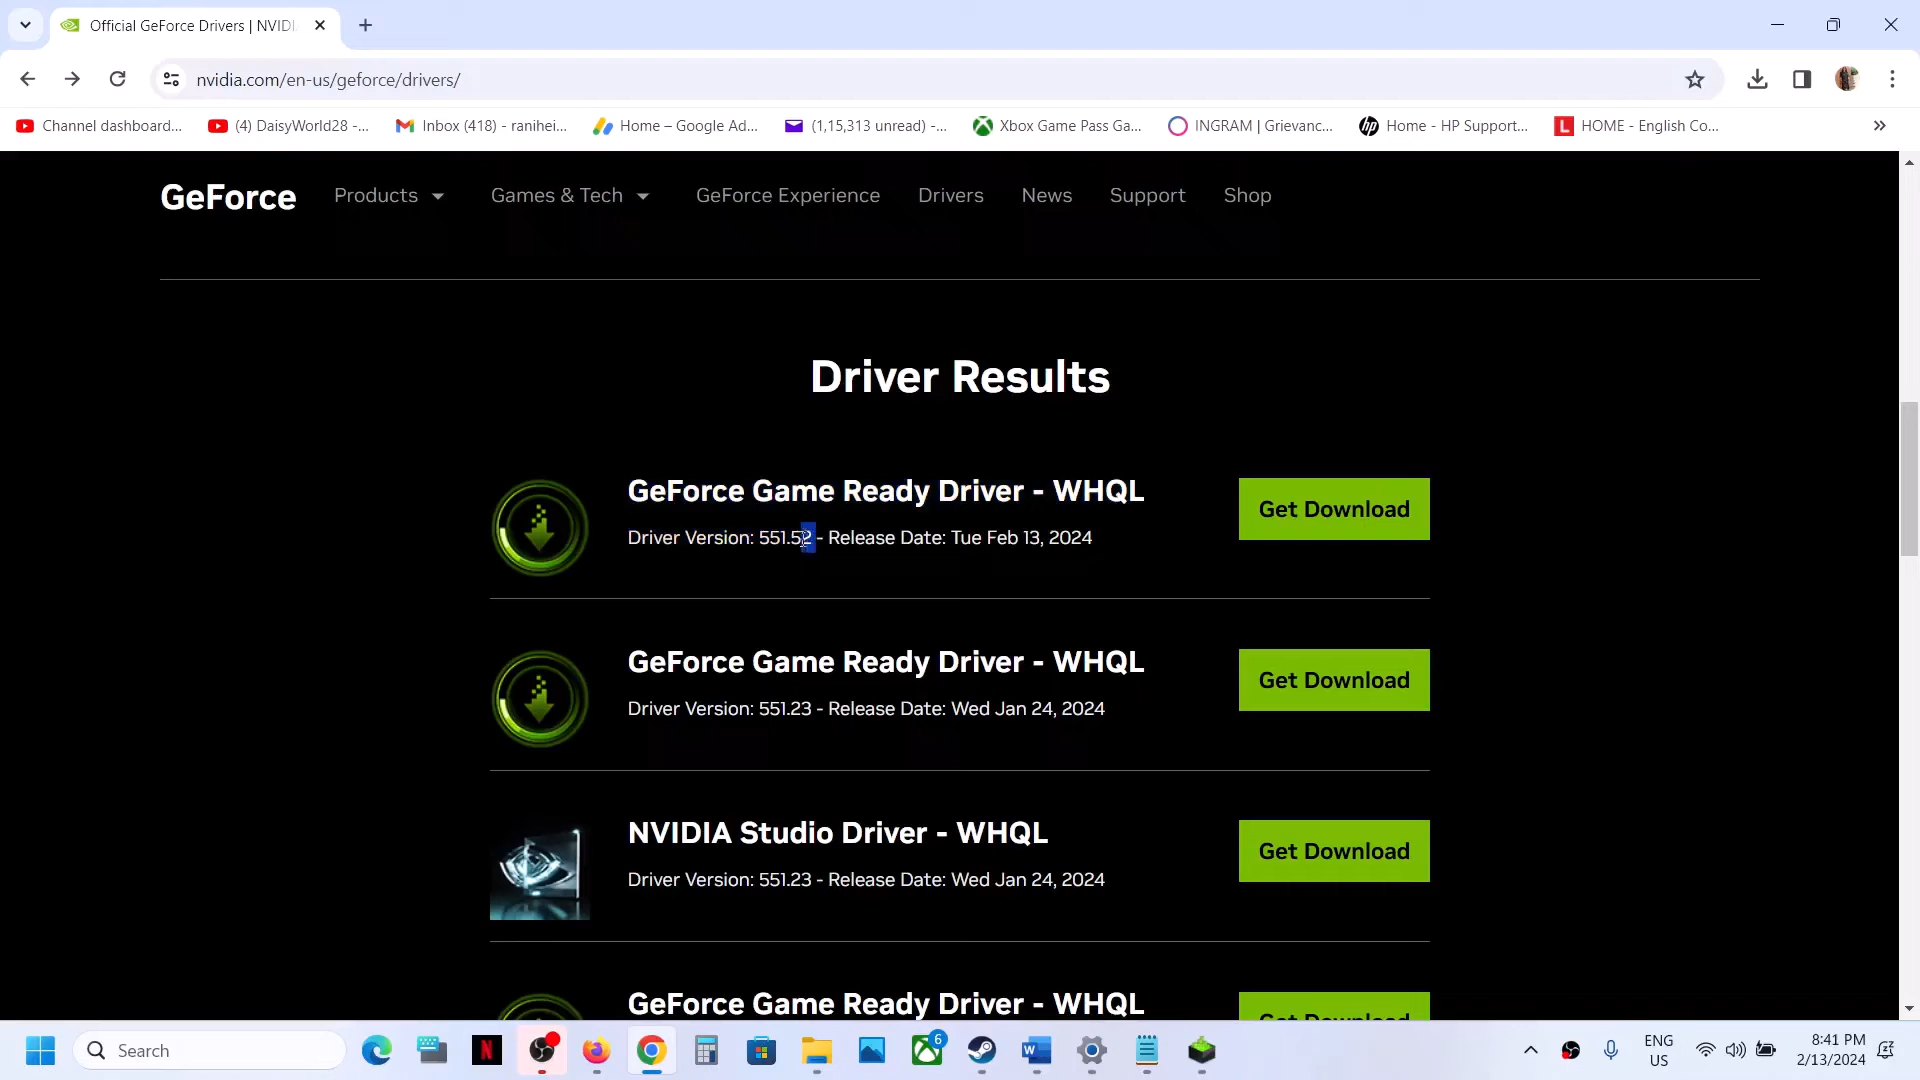 Official GeForce Drivers | NVIDI
nvidia.com/en-us/geforce/drivers/
Channel dashboard... (4) DaisyWorld28 -... Inbox (418) - ranihei... Home – Google Ad... (1,15,313 unread) -... Xbox Game Pass Ga... INGRAM | Grievanc... Home - HP Support... HOME - English Co...
GeForce Products Games & Tech GeForce Experience Drivers News Support Shop
Driver Results
GeForce Game Ready Driver - WHQL
Get Download
Driver Version: 551.52 - Release Date: Tue Feb 13, 2024
GeForce Game Ready Driver - WHQL
Get Download
Driver Version: 551.23 - Release Date: Wed Jan 24, 2024
NVIDIA Studio Driver - WHQL
Get Download
Driver Version: 551.23 - Release Date: Wed Jan 24, 2024
GeForce Game Ready Driver - WHQL
Get Download
Search
6
ENG
US
8:41 PM
2/13/2024